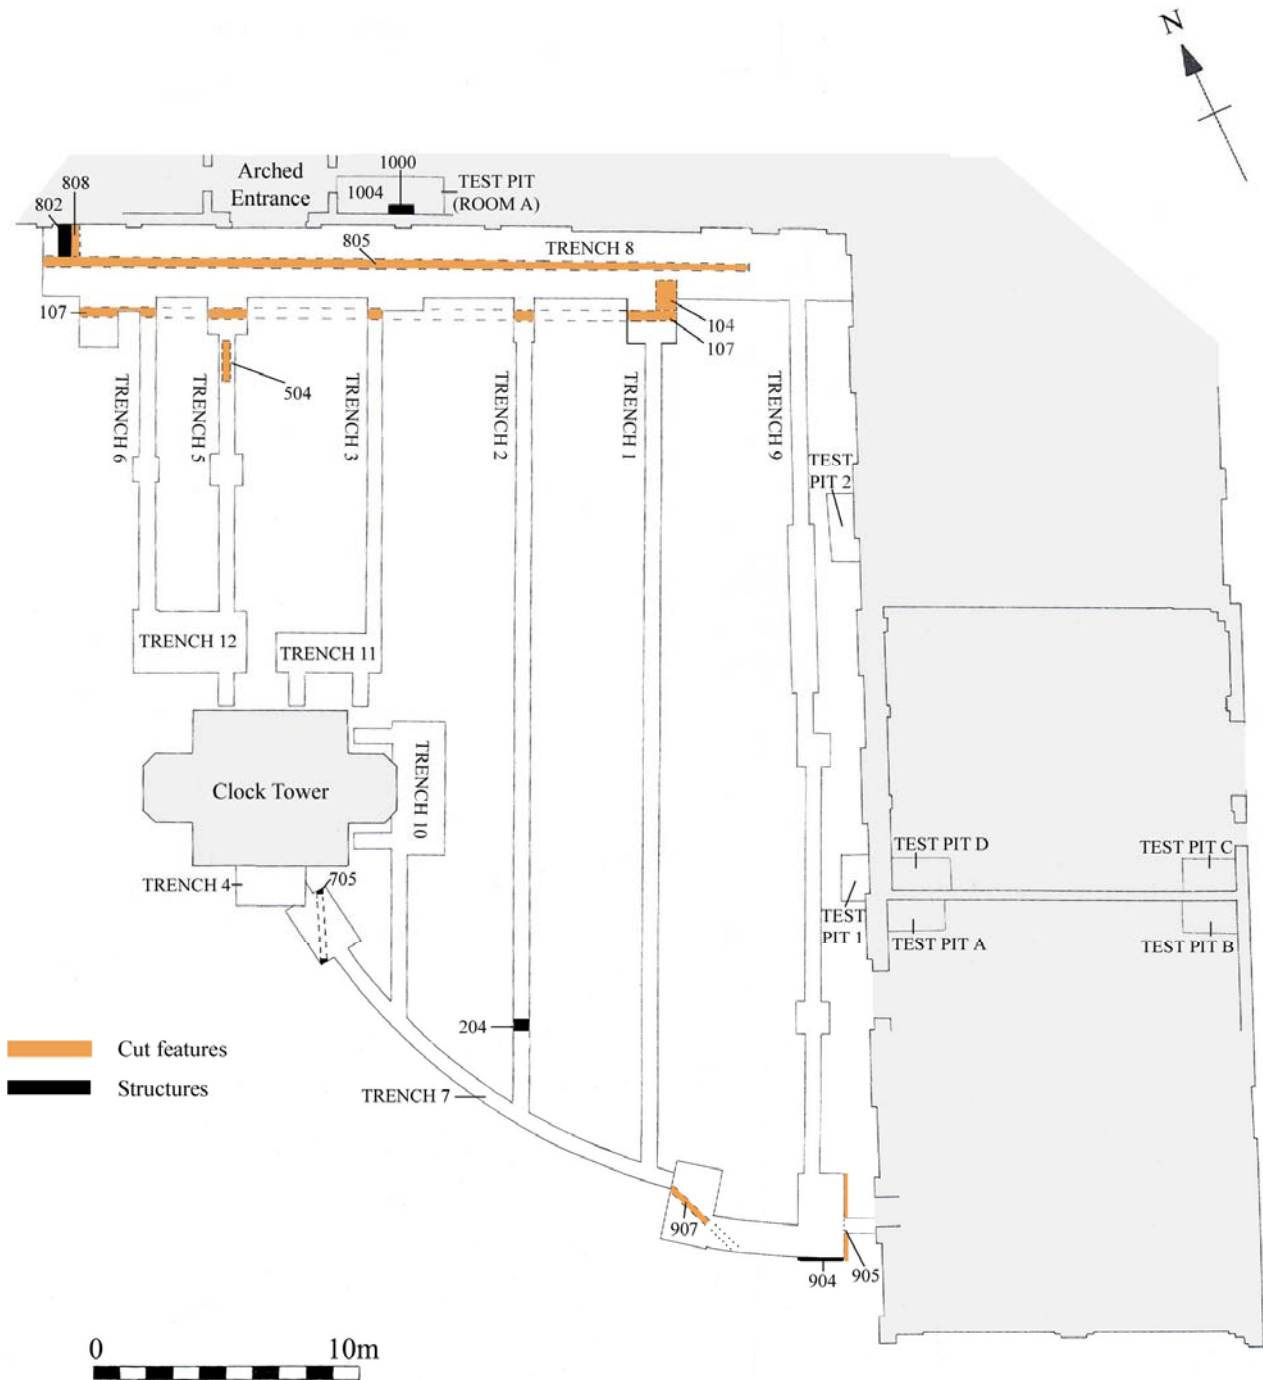 N
Arched
Entrance
1000
1004
TEST PIT
(ROOM A)
808
802
805
TRENCH 8
107
104
107
504
TRENCH 6
TRENCH 5
TRENCH 3
TRENCH 2
TRENCH 1
TRENCH 9
TEST
PIT 2
TRENCH 12
TRENCH 11
Clock Tower
TRENCH 10
TRENCH 4
705
TEST PIT D
TEST PIT C
TEST
PIT 1
TEST PIT A
TEST PIT B
204
Cut features
Structures
TRENCH 7
907
904
905
0
10m